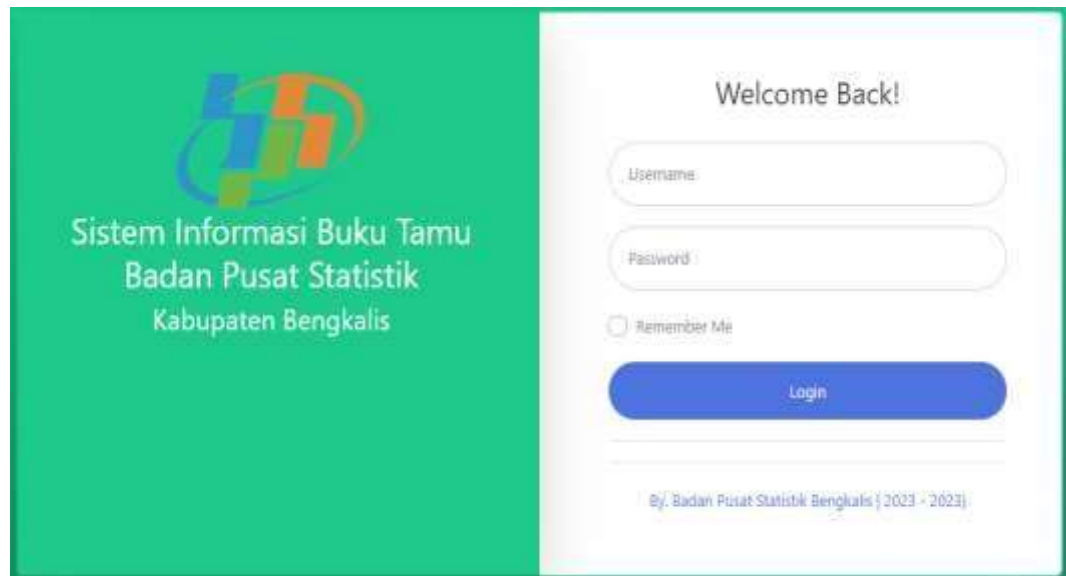 Sistem Informasi Buku Tamu
Badan Pusat Statistik
Kabupaten Bengkalis
Welcome Back!
Username
Password
Remember Me
Login
By. Badan Pusat Statistik Bengkalis | 2023 - 2023)